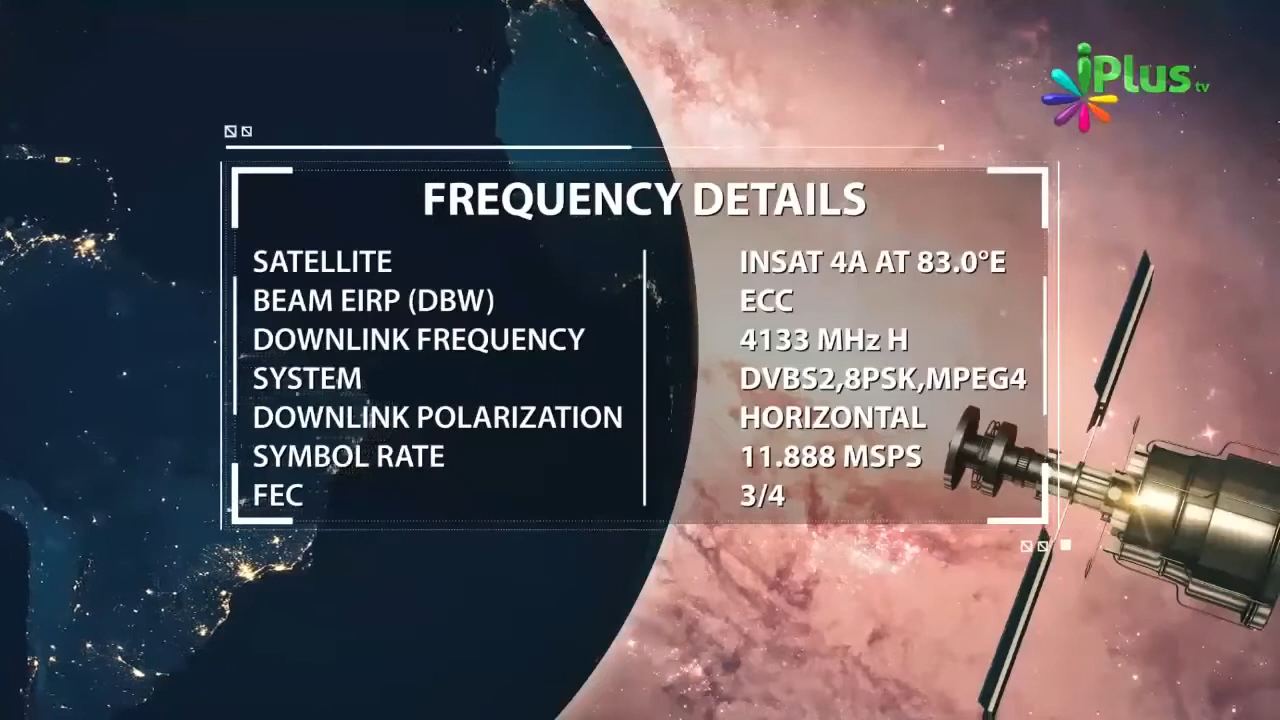 iPlus tv
FREQUENCY DETAILS
SATELLITE INSAT 4A AT 83.0°E
BEAM EIRP (DBW) ECC
DOWNLINK FREQUENCY 4133 MHz H
SYSTEM DVBS2,8PSK,MPEG4
DOWNLINK POLARIZATION HORIZONTAL
SYMBOL RATE 11.888 MSPS
FEC 3/4